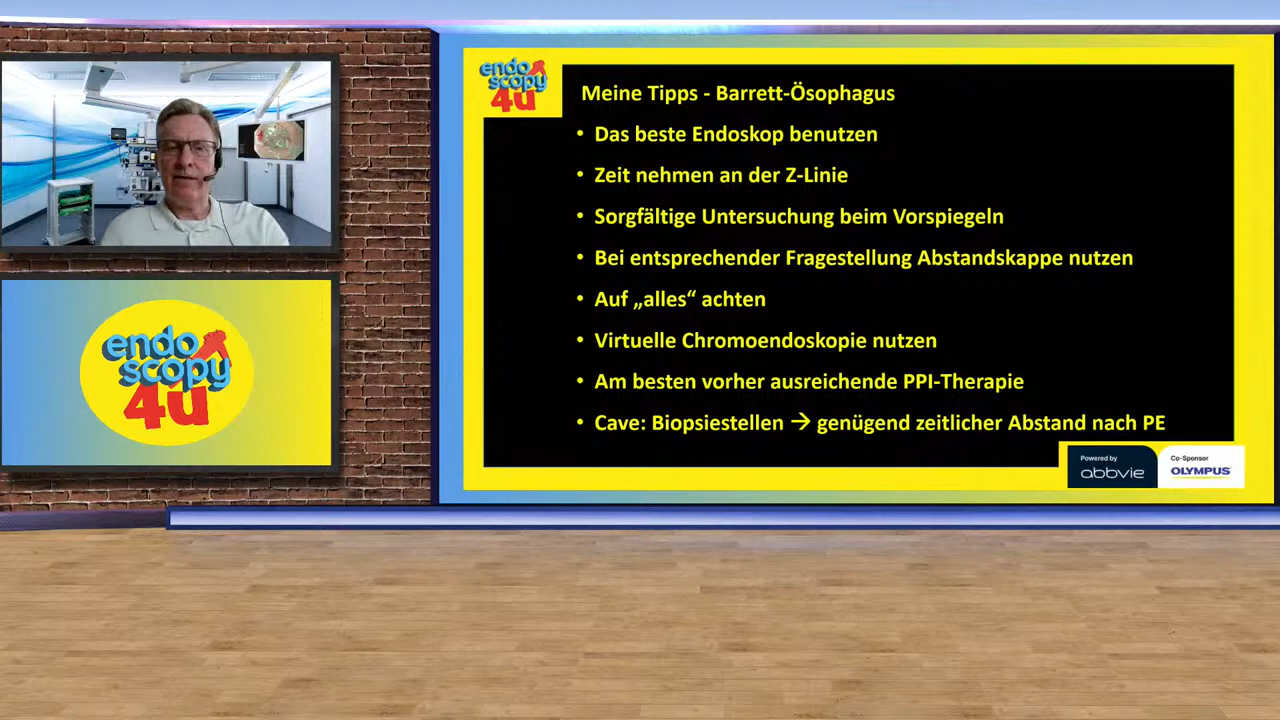 endo
scopy
4u
Meine Tipps - Barrett-Ösophagus
• Das beste Endoskop benutzen
• Zeit nehmen an der Z-Linie
• Sorgfältige Untersuchung beim Vorspiegeln
• Bei entsprechender Fragestellung Abstandskappe nutzen
• Auf „alles“ achten
• Virtuelle Chromoendoskopie nutzen
• Am besten vorher ausreichende PPI-Therapie
• Cave: Biopsiestellen → genügend zeitlicher Abstand nach PE
Powered by
abbvie
Co-Sponsor
OLYMPUS
endo
scopy
4u